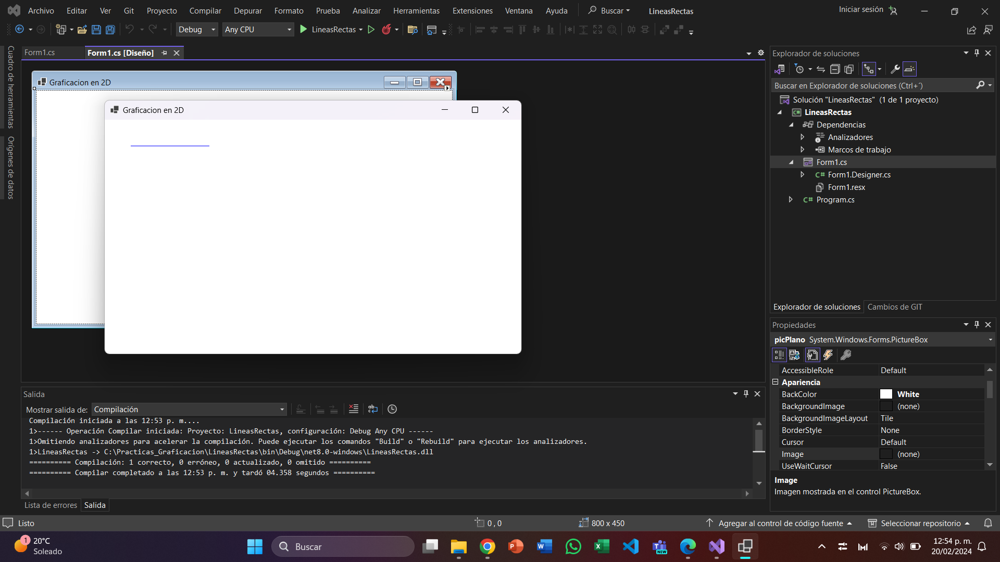 Archivo Editar Ver Git Proyecto Compilar Depurar Formato Prueba Analizar Herramientas Extensiones Ventana Ayuda Buscar LineasRectas Iniciar sesión
Debug Any CPU LineasRectas
Cuadro de herramientas
Orígenes de datos
Form1.cs Form1.cs [Diseño]
Graficacion en 2D
Graficacion en 2D
Explorador de soluciones
Buscar en Explorador de soluciones (Ctrl+´)
Solución "LineasRectas" (1 de 1 proyecto)
LineasRectas
Dependencias
Analizadores
Marcos de trabajo
Form1.cs
Form1.Designer.cs
Form1.resx
Program.cs
Explorador de soluciones Cambios de GIT
Propiedades
picPlano System.Windows.Forms.PictureBox
AccessibleRole Default
Apariencia
BackColor White
BackgroundImage (none)
BackgroundImageLayout Tile
BorderStyle None
Cursor Default
Image (none)
UseWaitCursor False
Image
Imagen mostrada en el control PictureBox.
Salida
Mostrar salida de: Compilación
Compilación iniciada a las 12:53 p. m....
1>------ Operación Compilar iniciada: Proyecto: LineasRectas, configuración: Debug Any CPU ------
1>Omitiendo analizadores para acelerar la compilación. Puede ejecutar los comandos "Build" o "Rebuild" para ejecutar los analizadores.
1>LineasRectas -> C:\Practicas_Graficacion\LineasRectas\bin\Debug\net8.0-windows\LineasRectas.dll
========== Compilación: 1 correcto, 0 erróneo, 0 actualizado, 0 omitido ==========
========== Compilar completado a las 12:53 p. m. y tardó 04.358 segundos ==========
Lista de errores Salida
Listo 0 , 0 800 x 450 Agregar al control de código fuente Seleccionar repositorio
1 20°C
Soleado
Buscar
NEW
12:54 p. m.
20/02/2024